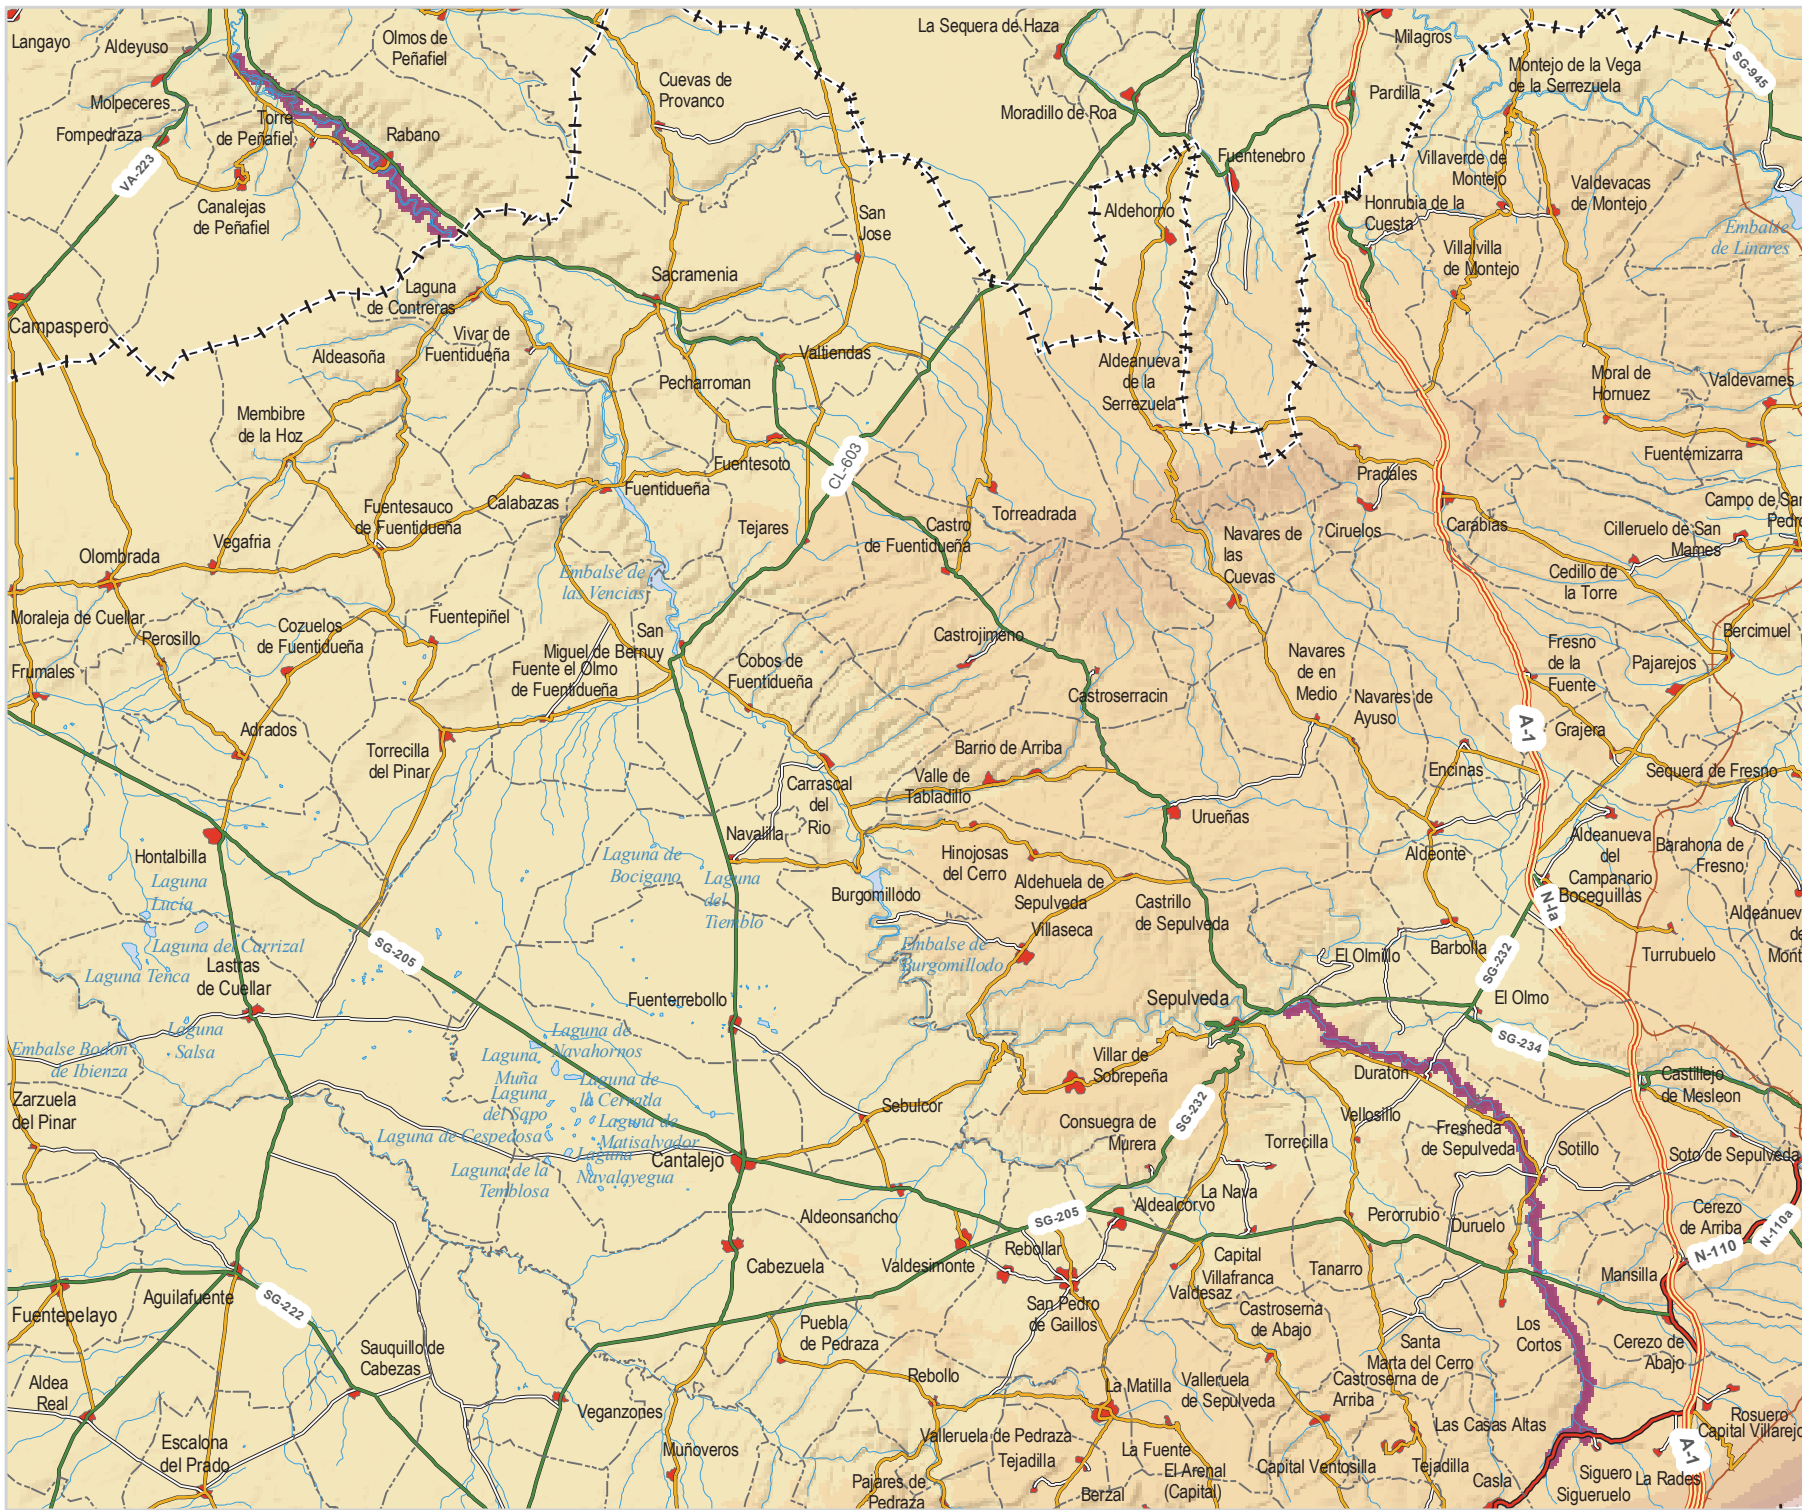 Langayo
Aldeyuso
Olmos de
Peñafiel
La Sequera de Haza
Milagros
Montejo de la Vega
de la Serrezuela
SG-945
Cuevas de
Provanco
Molpeceres
Fompedraza
Torre
de Peñafiel
Rabano
Moradillo de Roa
Pardilla
VA-223
Canalejas
de Peñafiel
Fuentenebro
Villaverde de
Montejo
Valdevacas
de Montejo
San
Jose
Aldehorno
Honrubia de la
Cuesta
Embalse
de Linares
Villalvilla
de Montejo
Sacramenia
Laguna
de Contreras
Campaspero
Vivar de
Fuentidueña
Aldeasoña
Valtiendas
Pecharroman
Aldeanueva
de la
Serrezuela
Moral de
Hornuez
Valdevarnes
Membibre
de la Hoz
Fuentesoto
CL-603
Fuentemizarra
Pradales
Fuentidueña
Calabazas
Fuentesauco
de Fuentidueña
Torreadrada
Campo de San
Pedro
Tejares
Castro
de Fuentidueña
Navares de
las
Cuevas
Ciruelos
Carabias
Cilleruelo de San
Mames
Vegafria
Olombrada
Embalse de
las Vencias
Cedillo de
la Torre
Moraleja de Cuellar
Perosillo
Cozuelos
de Fuentidueña
Fuentepiñel
San
Miguel de Bernuy
Castrojimeno
Bercimuel
Frumales
Fuente el Olmo
de Fuentidueña
Cobos de
Fuentidueña
Navares
de en
Medio
Fresno
de la
Fuente
Pajarejos
Castroserracin
Navares de
Ayuso
Adrados
A-1
Grajera
Torrecilla
del Pinar
Barrio de Arriba
Valle de
Tabladillo
Encinas
Sequera de Fresno
Carrascal
del
Rio
Urueñas
Navalilla
Hontalbilla
Laguna de
Bocigano
Hinojosas
del Cerro
Aldeonte
Aldeanueva
del
Campanario
Barahona de
Fresno
Laguna
Lucia
Laguna
del
Tiemblo
Burgomillodo
Aldehuela de
Sepulveda
Castrillo
de Sepulveda
N-Ia
Boceguillas
Villaseca
Laguna del Carrizal
SG-205
Embalse de
Burgomillodo
El Olmillo
Barbolla
SG-232
Turrubuelo
Laguna Tenca
Lastras
de Cuellar
Fuenterrebollo
Sepulveda
El Olmo
Laguna
Salsa
Laguna de
Navahornos
SG-234
Embalse Bodon
de Ibienza
Laguna
Muña
Villar de
Sobrepeña
Duraton
Castillejo
de Mesleon
Zarzuela
del Pinar
Laguna
del Sapo
Laguna de
la Cerrada
Sebulcor
SG-232
Vellosillo
Laguna de Cespedosa
Laguna de
Matisalvador
Consuegra de
Murera
Torrecilla
Fresneda
de Sepulveda
Sotillo
Soto de Sepulveda
Laguna de la
Temblosa
Laguna
Navalayegua
Cantalejo
La Nava
Aldeonsancho
SG-205
Aldealcorvo
Perorrubio
Duruelo
Cerezo
de Arriba
N-110a
N-110
Rebollar
Capital
Cabezuela
Valdesimonte
Villafranca
Valdesaz
Tanarro
Mansilla
Aguilafuente
SG-222
Fuentepelayo
San Pedro
de Gaillos
Castroserna
de Abajo
Puebla
de Pedraza
Los
Cortos
Cerezo de
Abajo
Sauquillo de
Cabezas
Santa
Marta del Cerro
Aldea
Real
Rebollo
La Matilla
Valleruela
de Sepulveda
Castroserna de
Arriba
Veganzones
Las Casas Altas
Rosuero
Capital Villarejo
Escalona
del Prado
Muñoveros
Valleruela de Pedraza
Tejadilla
La Fuente
A-1
Pajares de
Pedraza
El Arenal
(Capital)
Capital Ventosilla
Tejadilla
Casla
Siguero
Sigueruelo
La Rades
Berzal